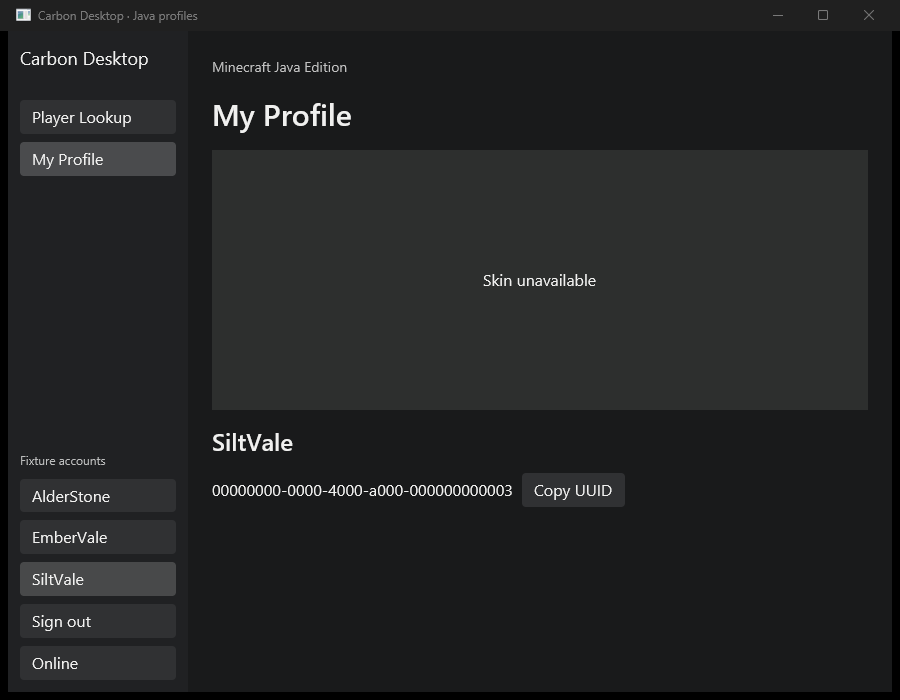 Carbon Desktop · Java profiles
Carbon Desktop
Player Lookup
My Profile
Fixture accounts
AlderStone
EmberVale
SiltVale
Sign out
Online
Minecraft Java Edition
My Profile
Skin unavailable
SiltVale
00000000-0000-4000-a000-000000000003 Copy UUID